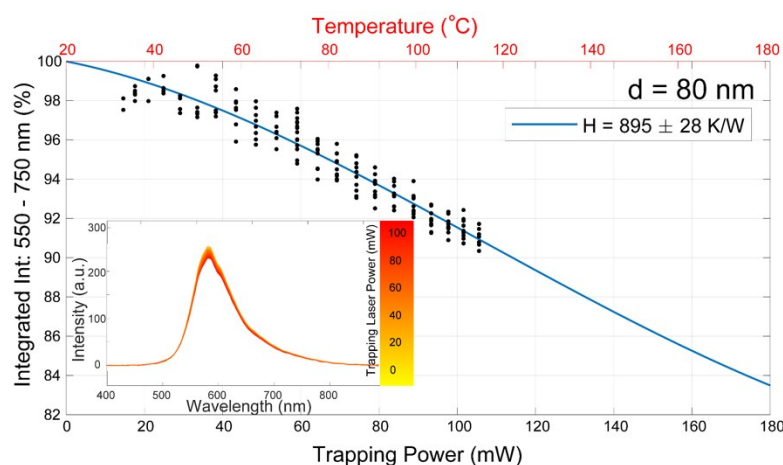 Temperature (°C)
20 40 60 80 100 120 140 160 180
100
98
96
94
92
90
88
86
84
82
Integrated Int: 550 - 750 nm (%)
d = 80 nm
H = 895 ± 28 K/W
300
200
100
0
Intensity (a.u.)
400 500 600 700 800
Wavelength (nm)
100
80
60
40
20
0
Trapping Laser Power (mW)
0 20 40 60 80 100 120 140 160 180
Trapping Power (mW)